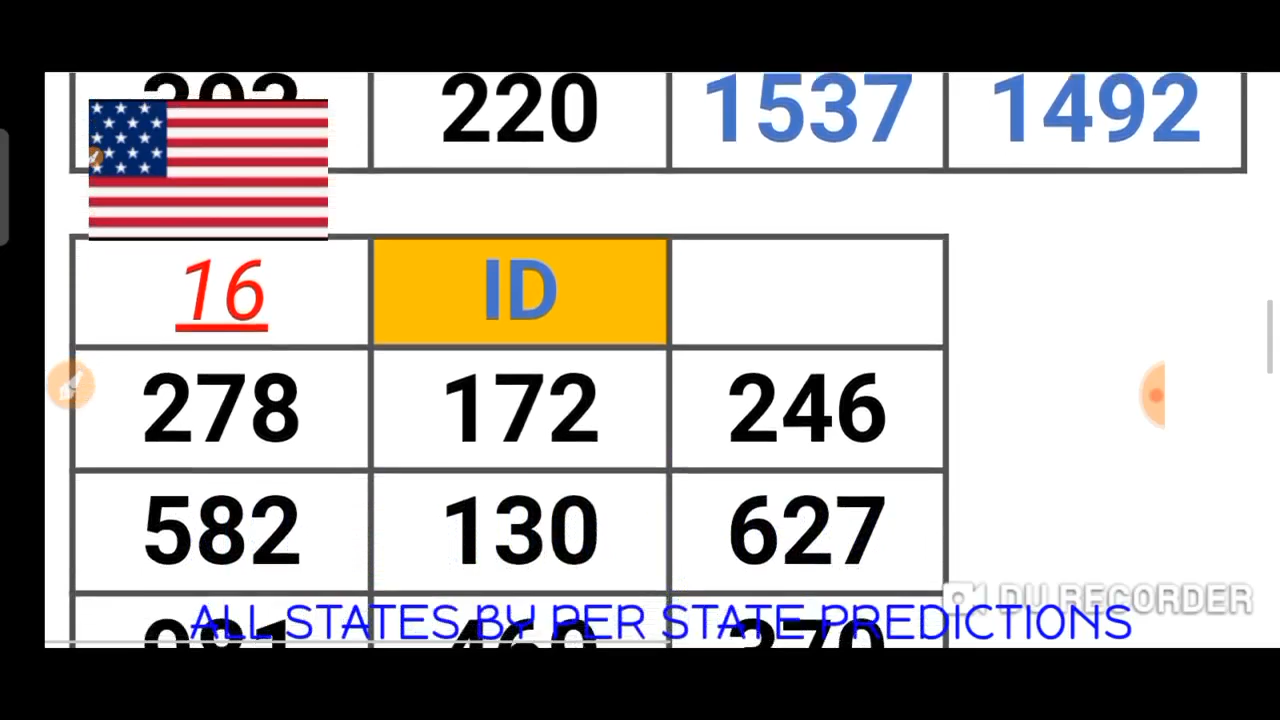 220 1537 1492
16 ID
278 172 246
582 130 627
ALL STATES BY PER STATE PREDICTIONS
DU RECORDER